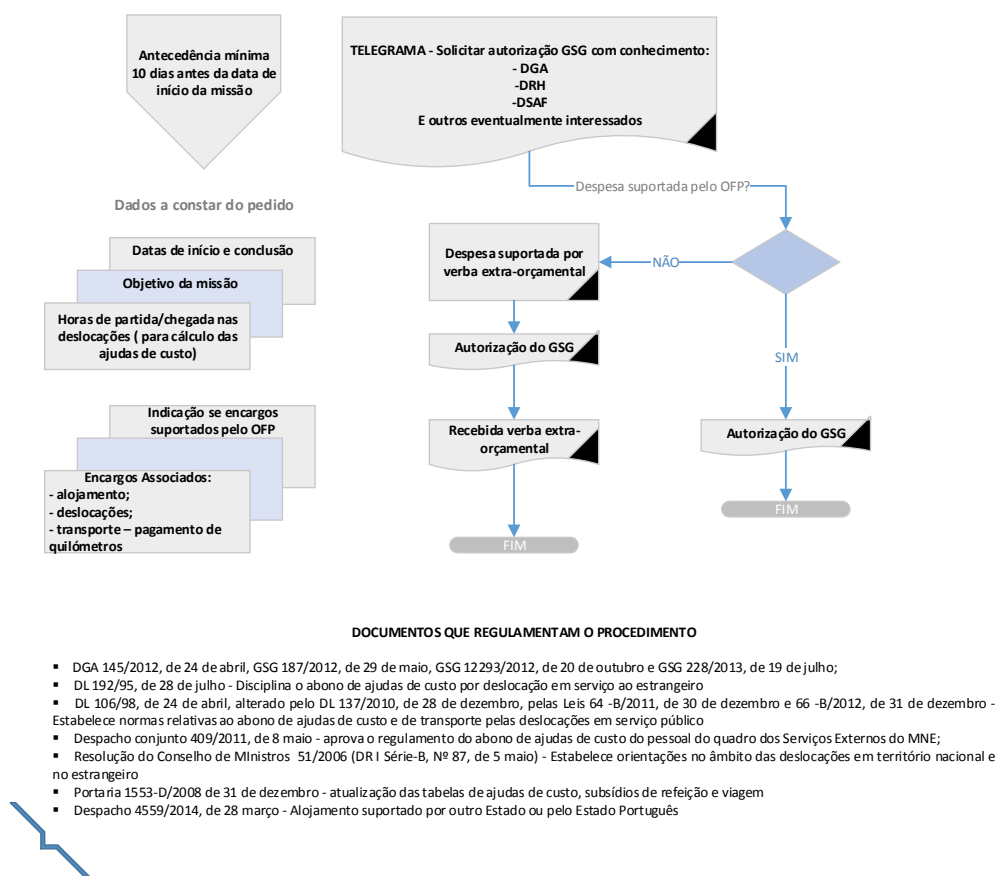 Antecedência mínima
10 dias antes da data de
início da missão
TELEGRAMA - Solicitar autorização GSG com conhecimento:
- DGA
-DRH
-DSAF
E outros eventualmente interessados
Despesa suportada pelo OFP?
Dados a constar do pedido
Datas de início e conclusão
Objetivo da missão
Horas de partida/chegada nas
deslocações ( para cálculo das
ajudas de custo)
Despesa suportada por
verba extra-orçamental
NÃO
Autorização do GSG
SIM
Indicação se encargos
suportados pelo OFP
Recebida verba extra-
orçamental
Autorização do GSG
Encargos Associados:
- alojamento;
- deslocações;
- transporte – pagamento de
quilómetros
FIM
FIM
DOCUMENTOS QUE REGULAMENTAM O PROCEDIMENTO
▪ DGA 145/2012, de 24 de abril, GSG 187/2012, de 29 de maio, GSG 12293/2012, de 20 de outubro e GSG 228/2013, de 19 de julho;
▪ DL 192/95, de 28 de julho - Disciplina o abono de ajudas de custo por deslocação em serviço ao estrangeiro
▪ DL 106/98, de 24 de abril, alterado pelo DL 137/2010, de 28 de dezembro, pelas Leis 64 -B/2011, de 30 de dezembro e 66 -B/2012, de 31 de dezembro -
Estabelece normas relativas ao abono de ajudas de custo e de transporte pelas deslocações em serviço público
▪ Despacho conjunto 409/2011, de 8 maio - aprova o regulamento do abono de ajudas de custo do pessoal do quadro dos Serviços Externos do MNE;
▪ Resolução do Conselho de MInistros 51/2006 (DR I Série-B, Nº 87, de 5 maio) - Estabelece orientações no âmbito das deslocações em território nacional e
no estrangeiro
▪ Portaria 1553-D/2008 de 31 de dezembro - atualização das tabelas de ajudas de custo, subsídios de refeição e viagem
▪ Despacho 4559/2014, de 28 março - Alojamento suportado por outro Estado ou pelo Estado Português